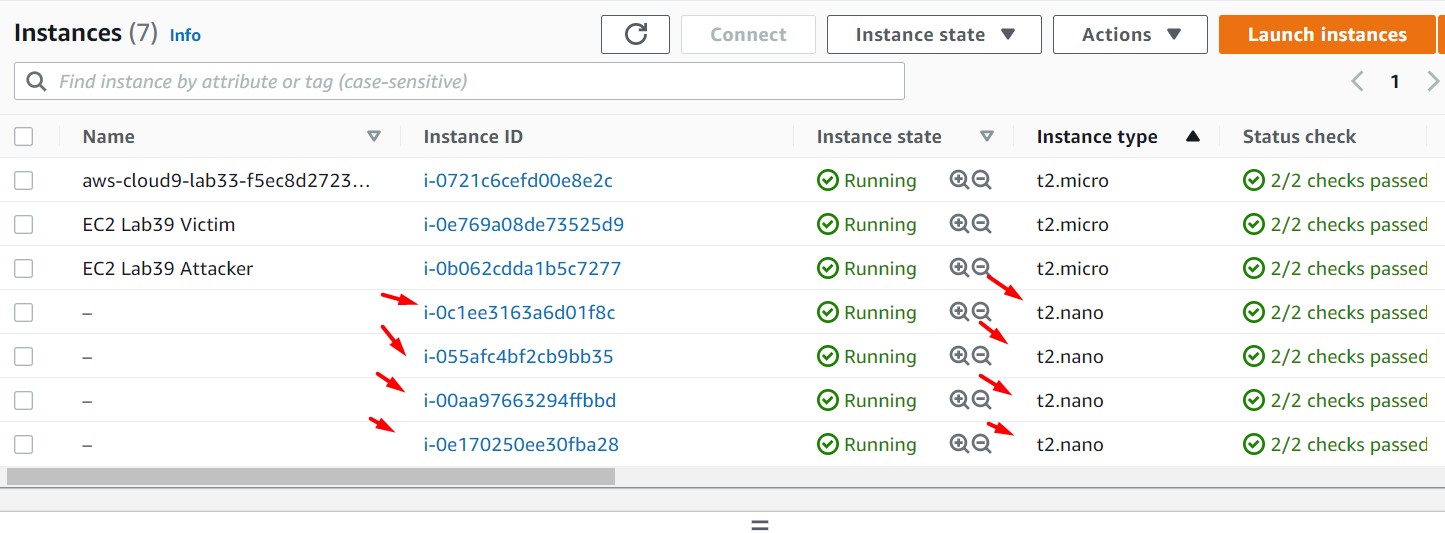 Instances (7) Info Connect Instance state Actions Launch instances
Find instance by attribute or tag (case-sensitive) 1
Name Instance ID Instance state Instance type Status check
aws-cloud9-lab33-f5ec8d2723... i-0721c6cefd00e8e2c Running t2.micro 2/2 checks passed
EC2 Lab39 Victim i-0e769a08de73525d9 Running t2.micro 2/2 checks passed
EC2 Lab39 Attacker i-0b062cdda1b5c7277 Running t2.micro 2/2 checks passed
– i-0c1ee3163a6d01f8c Running t2.nano 2/2 checks passed
– i-055afc4bf2cb9bb35 Running t2.nano 2/2 checks passed
– i-00aa97663294ffbbd Running t2.nano 2/2 checks passed
– i-0e170250ee30fba28 Running t2.nano 2/2 checks passed